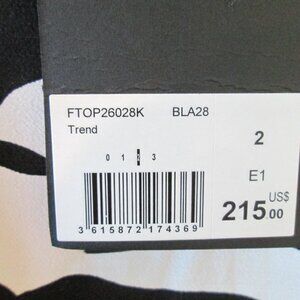 FTOP26028K BLA28
Trend
0 1 2 3
2
E1
215 US$ .00
3 615872 174369